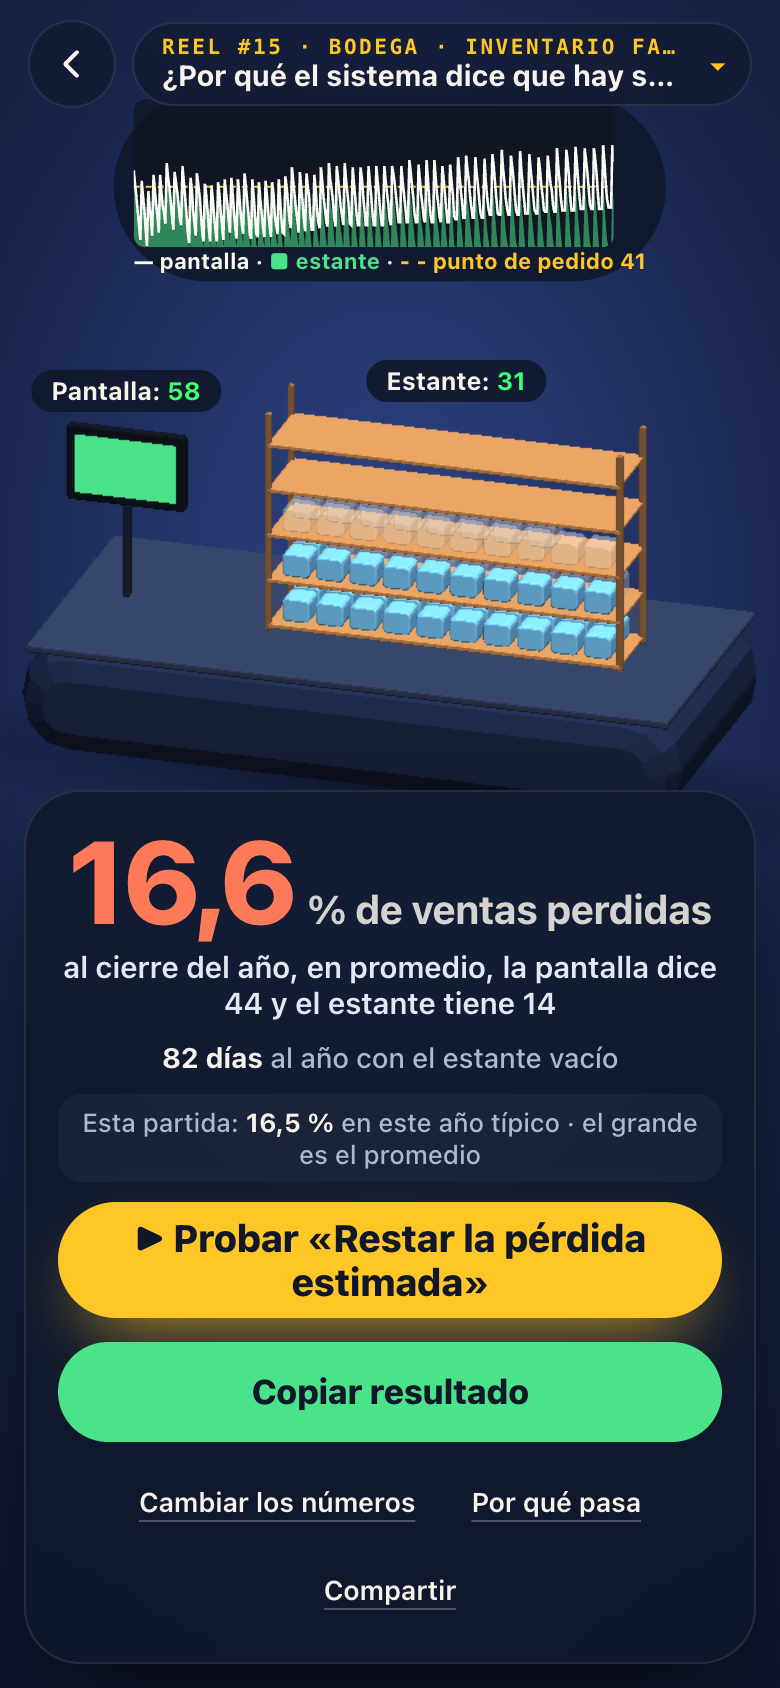 REEL #15 · BODEGA · INVENTARIO FA…
¿Por qué el sistema dice que hay s...
— pantalla · estante · - - punto de pedido 41
Pantalla: 58
Estante: 31
16,6 % de ventas perdidas
al cierre del año, en promedio, la pantalla dice
44 y el estante tiene 14
82 días al año con el estante vacío
Esta partida: 16,5 % en este año típico · el grande
es el promedio
Probar «Restar la pérdida
estimada»
Copiar resultado
Cambiar los números
Por qué pasa
Compartir